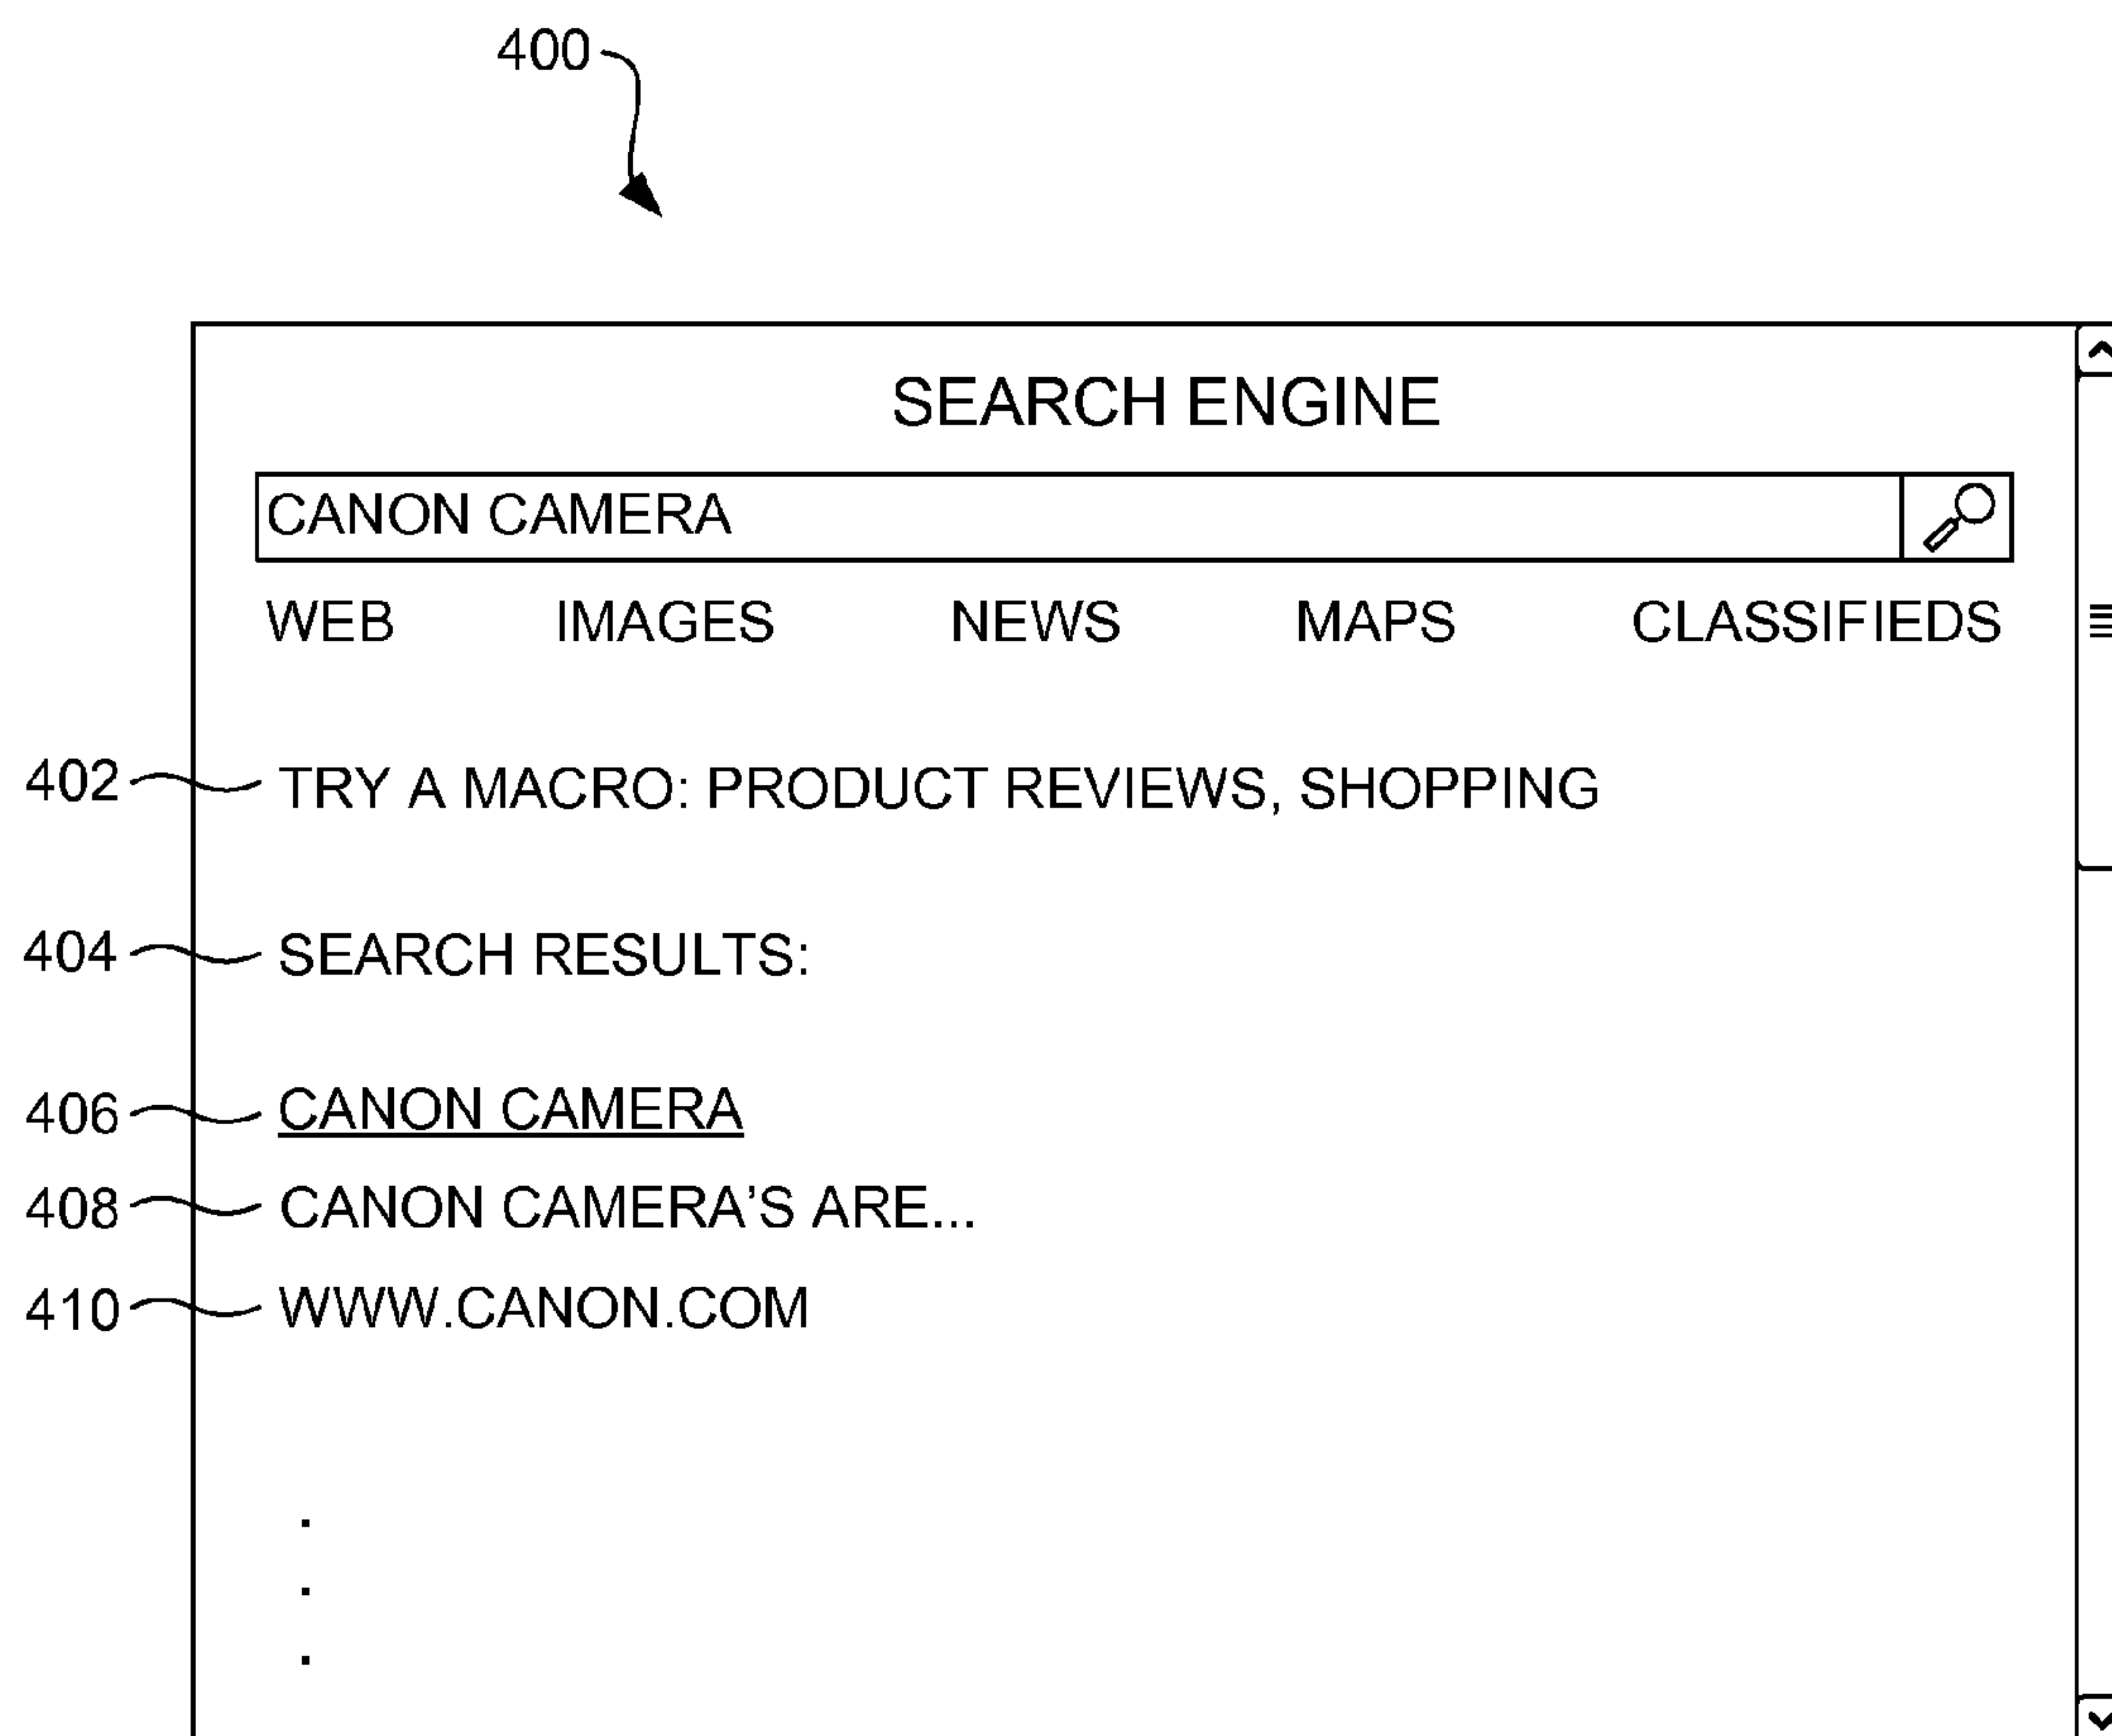 400
SEARCH ENGINE
CANON CAMERA
WEB IMAGES NEWS MAPS CLASSIFIEDS
402 TRY A MACRO: PRODUCT REVIEWS, SHOPPING
404 SEARCH RESULTS:
406 CANON CAMERA
408 CANON CAMERA’S ARE...
410 WWW.CANON.COM
.
.
.